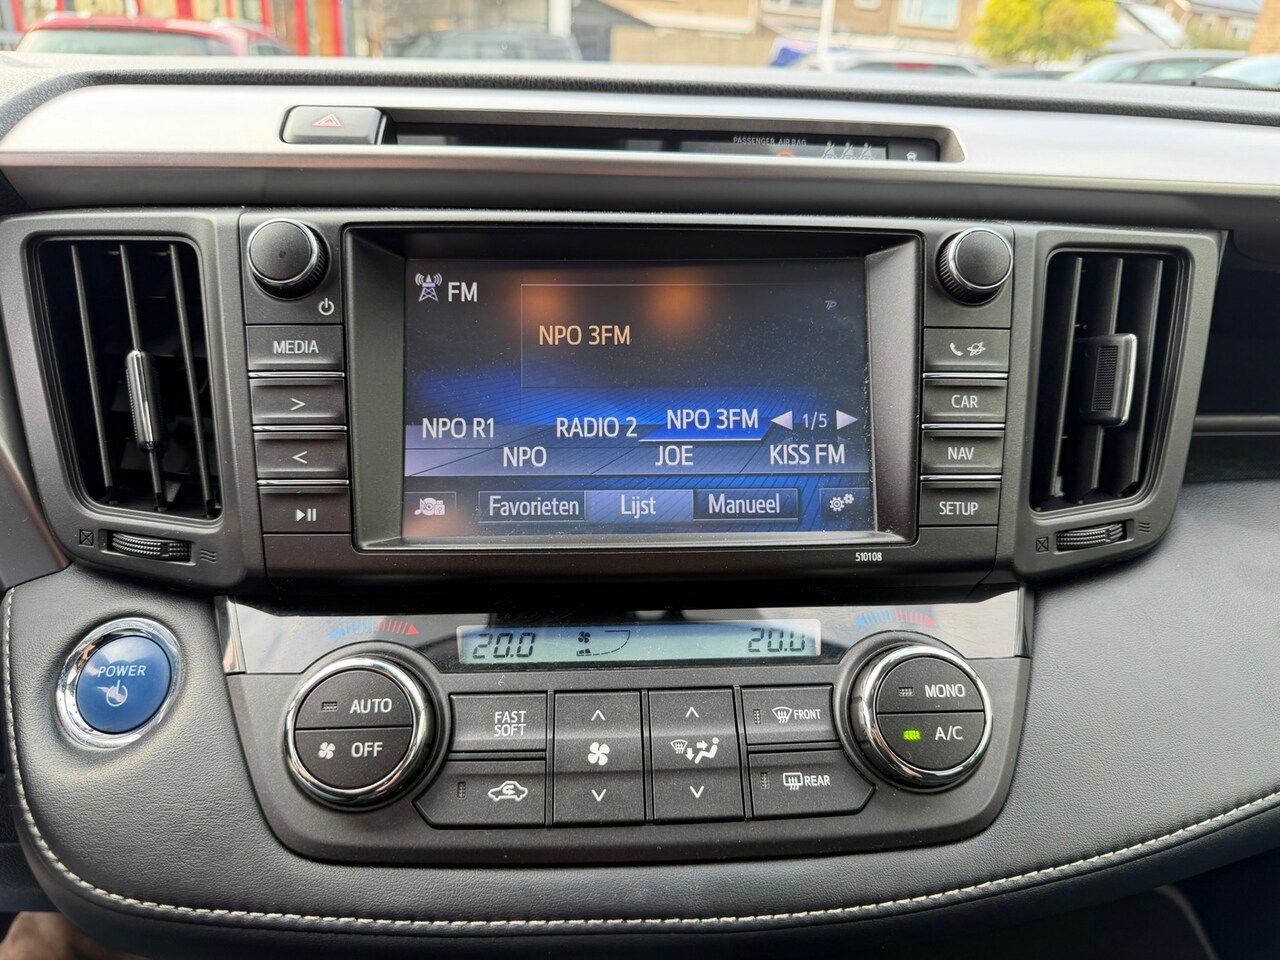 PASSENGER AIR BAG
FM
NPO 3FM
TP
NPO R1
RADIO 2
NPO 3FM
1/5
NPO
JOE
KISS FM
Favorieten
Lijst
Manueel
MEDIA
>
<
CAR
NAV
SETUP
510108
POWER
20.0
20.0
AUTO
OFF
FAST
SOFT
FRONT
REAR
MONO
A/C